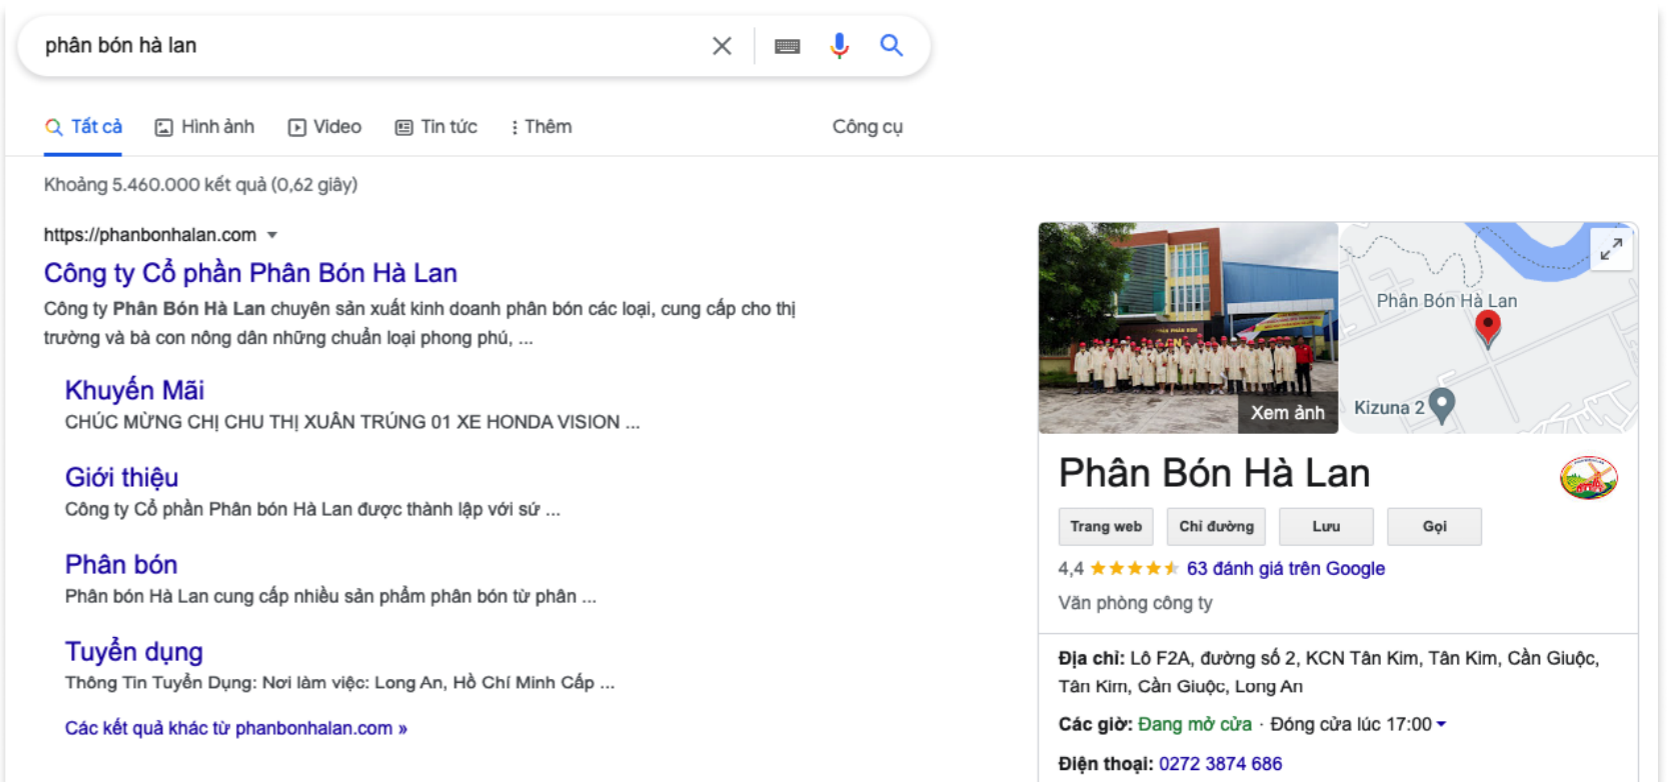 phân bón hà lan
Tất cả
Hình ảnh
Video
Tin tức
Thêm
Công cụ
Khoảng 5.460.000 kết quả (0,62 giây)
https://phanbonhalan.com
Công ty Cổ phần Phân Bón Hà Lan
Công ty Phân Bón Hà Lan chuyên sản xuất kinh doanh phân bón các loại, cung cấp cho thị
trường và bà con nông dân những chuẩn loại phong phú, ...
Khuyến Mãi
CHÚC MỪNG CHỊ CHU THỊ XUÂN TRÚNG 01 XE HONDA VISION ...
Giới thiệu
Công ty Cổ phần Phân bón Hà Lan được thành lập với sứ ...
Phân bón
Phân bón Hà Lan cung cấp nhiều sản phẩm phân bón từ phân ...
Tuyển dụng
Thông Tin Tuyển Dụng: Nơi làm việc: Long An, Hồ Chí Minh Cấp ...
Các kết quả khác từ phanbonhalan.com »
Xem ảnh
Phân Bón Hà Lan
Kizuna 2
Phân Bón Hà Lan
Trang web
Chỉ đường
Lưu
Gọi
4,4 63 đánh giá trên Google
Văn phòng công ty
Địa chỉ: Lô F2A, đường số 2, KCN Tân Kim, Tân Kim, Cần Giuộc,
Tân Kim, Cần Giuộc, Long An
Các giờ: Đang mở cửa · Đóng cửa lúc 17:00
Điện thoại: 0272 3874 686